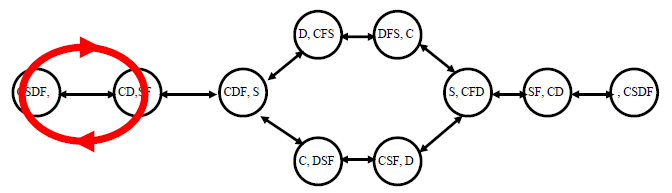 D, CFS
DFS, C
CSDF,
CD,SF
CDF, S
S, CFD
SF, CD
, CSDF
C, DSF
CSF, D